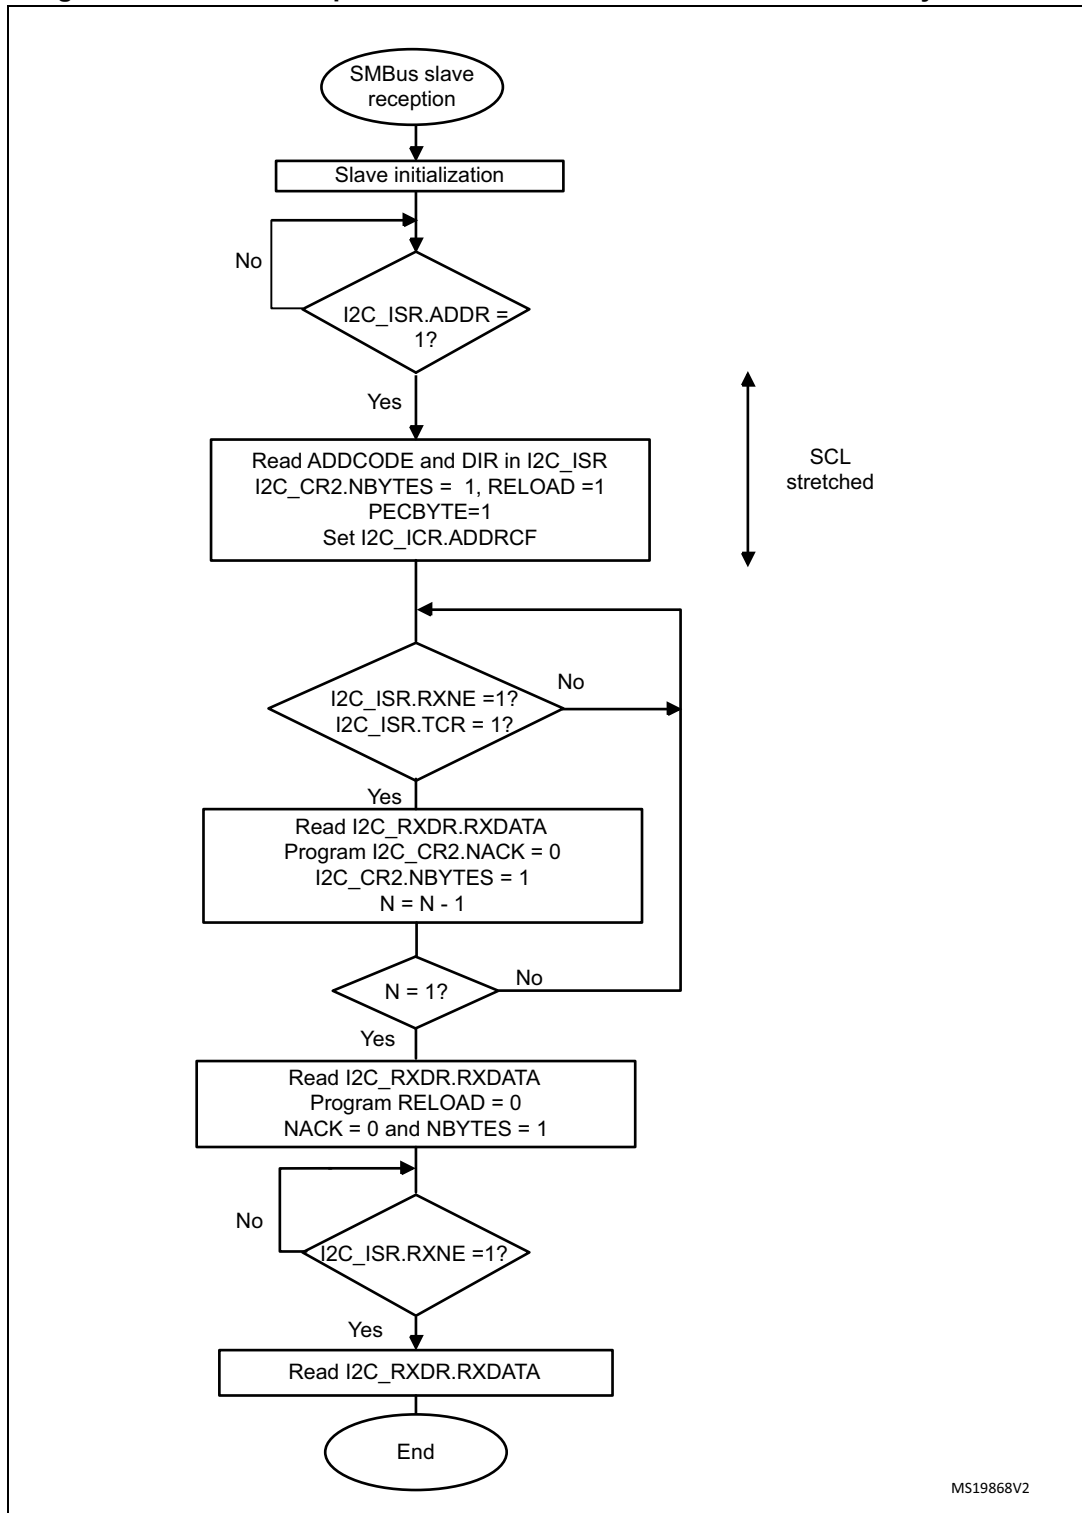 SMBus slave
reception
Slave initialization
No
I2C_ISR.ADDR =
1?
Yes
Read ADDCODE and DIR in I2C_ISR
I2C_CR2.NBYTES = 1, RELOAD =1
PECBYTE=1
Set I2C_ICR.ADDRCF
SCL
stretched
I2C_ISR.RXNE =1?
I2C_ISR.TCR = 1?
No
Yes
Read I2C_RXDR.RXDATA
Program I2C_CR2.NACK = 0
I2C_CR2.NBYTES = 1
N = N - 1
N = 1?
No
Yes
Read I2C_RXDR.RXDATA
Program RELOAD = 0
NACK = 0 and NBYTES = 1
No
I2C_ISR.RXNE =1?
Yes
Read I2C_RXDR.RXDATA
End
MS19868V2